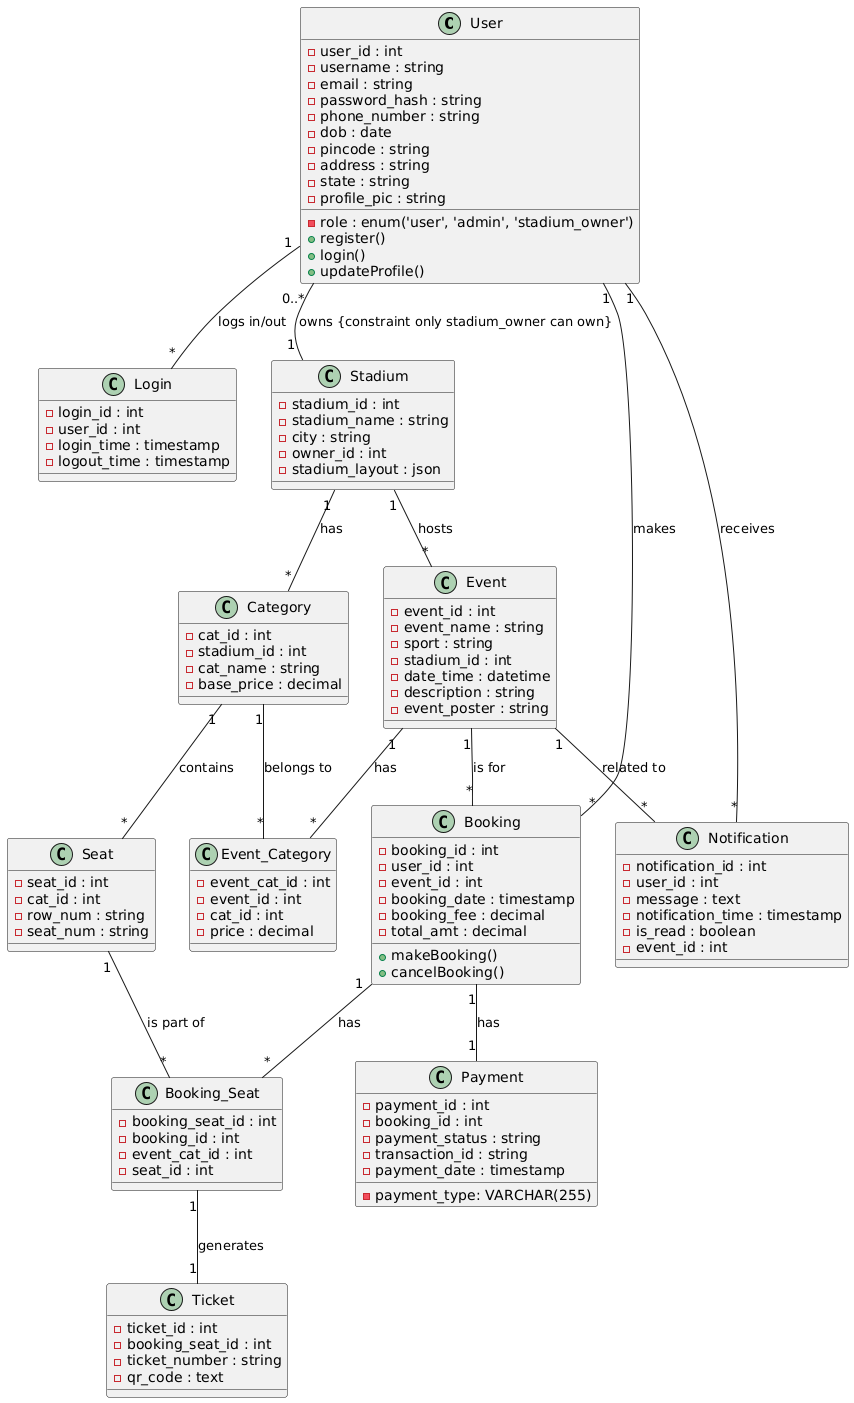 C User
user_id : int
username : string
email : string
password_hash : string
phone_number : string
dob : date
pincode : string
address : string
state : string
profile_pic : string
role : enum('user', 'admin', 'stadium_owner')
register()
login()
updateProfile()
1
0..*
1
1
logs in/out
owns {constraint only stadium_owner can own}
*
1
C Login
login_id : int
user_id : int
login_time : timestamp
logout_time : timestamp
C Stadium
stadium_id : int
stadium_name : string
city : string
owner_id : int
stadium_layout : json
1
1
has
hosts
makes
receives
*
*
C Category
cat_id : int
stadium_id : int
cat_name : string
base_price : decimal
C Event
event_id : int
event_name : string
sport : string
stadium_id : int
date_time : datetime
description : string
event_poster : string
1
1
1
1
1
contains
belongs to
has
is for
related to
*
*
*
*
*
*
*
C Seat
seat_id : int
cat_id : int
row_num : string
seat_num : string
C Event_Category
event_cat_id : int
event_id : int
cat_id : int
price : decimal
C Booking
booking_id : int
user_id : int
event_id : int
booking_date : timestamp
booking_fee : decimal
total_amt : decimal
makeBooking()
cancelBooking()
C Notification
notification_id : int
user_id : int
message : text
notification_time : timestamp
is_read : boolean
event_id : int
1
1
1
is part of
has
has
*
*
1
C Booking_Seat
booking_seat_id : int
booking_id : int
event_cat_id : int
seat_id : int
C Payment
payment_id : int
booking_id : int
payment_status : string
transaction_id : string
payment_date : timestamp
payment_type: VARCHAR(255)
1
generates
1
C Ticket
ticket_id : int
booking_seat_id : int
ticket_number : string
qr_code : text